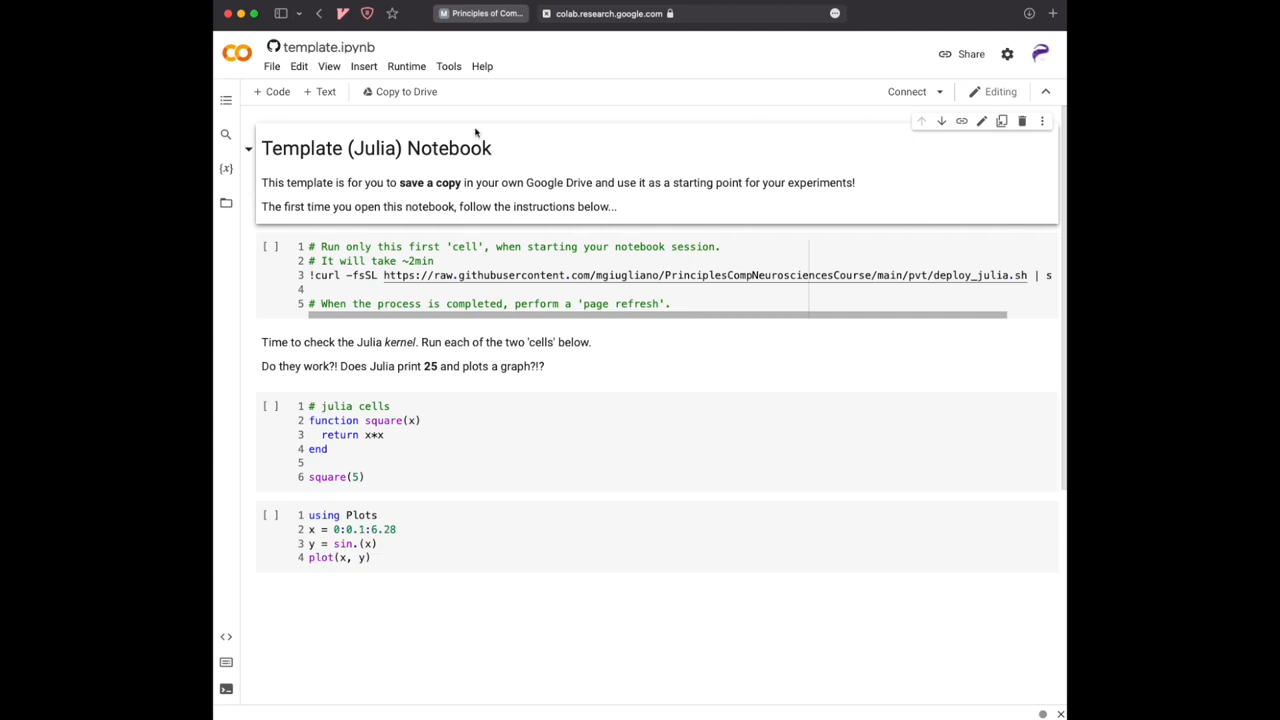 Principles of Com...
colab.research.google.com
template.ipynb
File Edit View Insert Runtime Tools Help
Share
+ Code + Text Copy to Drive
Connect
Editing
Template (Julia) Notebook
This template is for you to save a copy in your own Google Drive and use it as a starting point for your experiments!
The first time you open this notebook, follow the instructions below...
[ ] 1 # Run only this first 'cell', when starting your notebook session.
2 # It will take ~2min
3 !curl -fsSL https://raw.githubusercontent.com/mgiugliano/PrinciplesCompNeurosciencesCourse/main/pvt/deploy_julia.sh | s
4
5 # When the process is completed, perform a 'page refresh'.
Time to check the Julia kernel. Run each of the two 'cells' below.
Do they work?! Does Julia print 25 and plots a graph?!?
[ ] 1 # julia cells
2 function square(x)
3 return x*x
4 end
5
6 square(5)
[ ] 1 using Plots
2 x = 0:0.1:6.28
3 y = sin.(x)
4 plot(x, y)